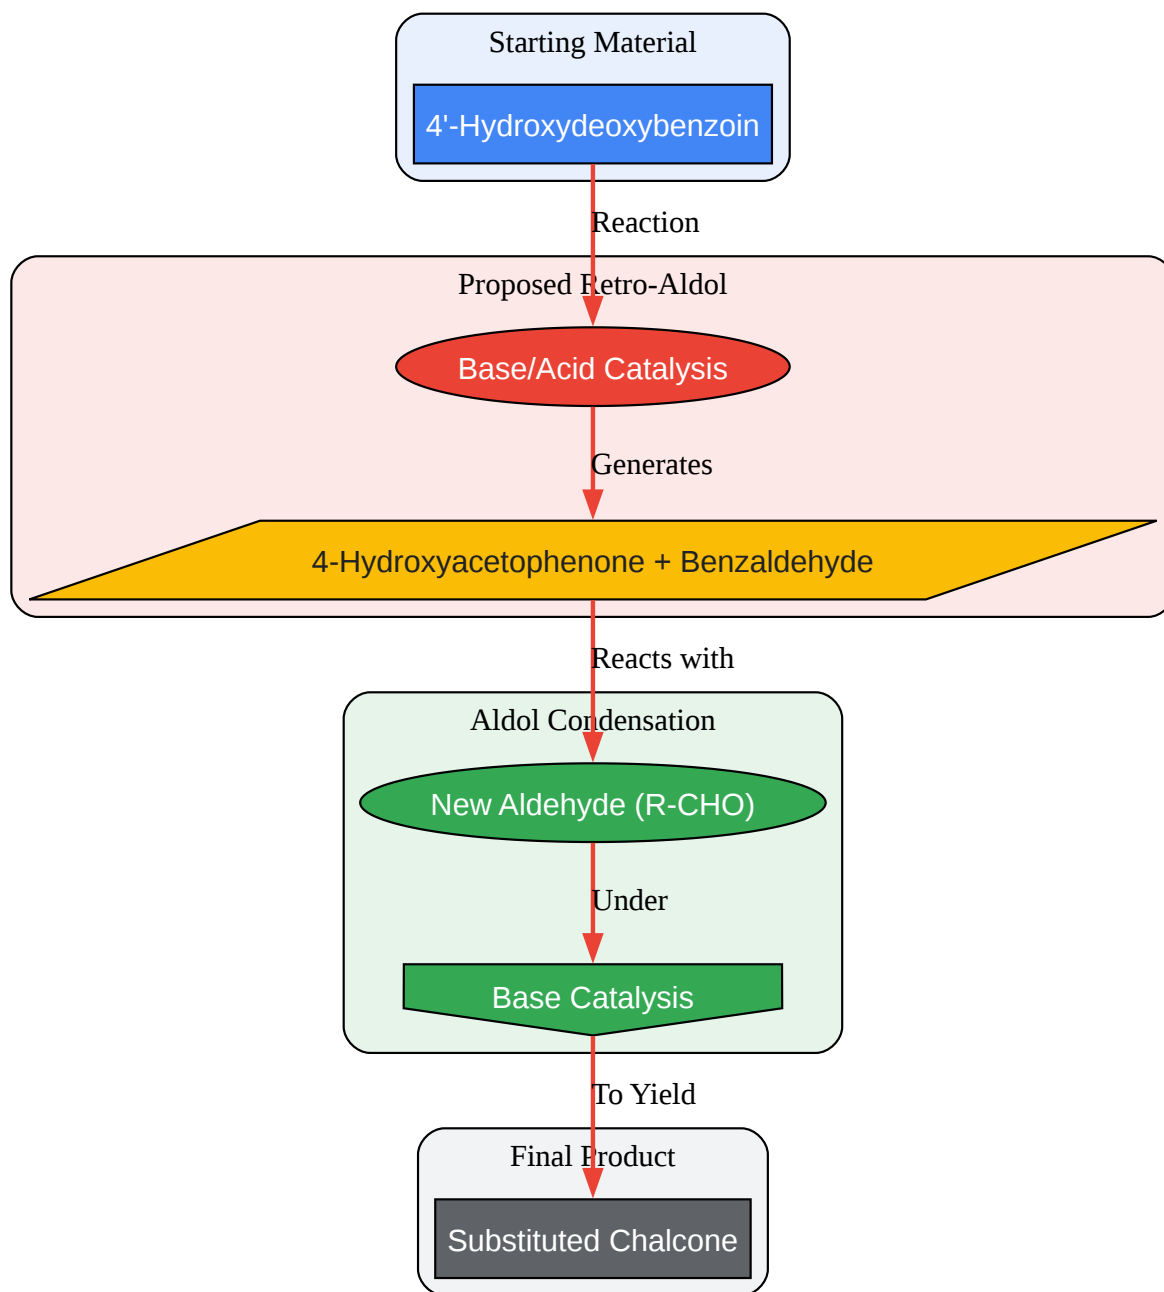 Starting Material
4'-Hydroxydeoxybenzoin
Reaction
Proposed Retro-Aldol
Base/Acid Catalysis
Generates
4-Hydroxyacetophenone + Benzaldehyde
Reacts with
Aldol Condensation
New Aldehyde (R-CHO)
Under
Base Catalysis
To Yield
Final Product
Substituted Chalcone